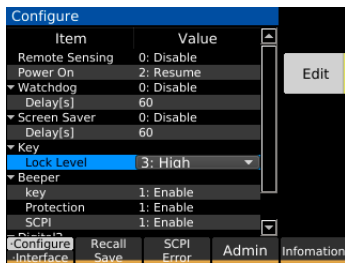 Configure
Item Value
Remote Sensing 0: Disable
Power On 2: Resume
Edit
Watchdog 0: Disable
Delay[s] 60
Screen Saver 0: Disable
Delay[s] 60
Key
Lock Level 3: High
Beeper
key 1: Enable
Protection 1: Enable
SCPI 1: Enable
·Configure Recall SCPI Admin Infomation
·Interface Save Error